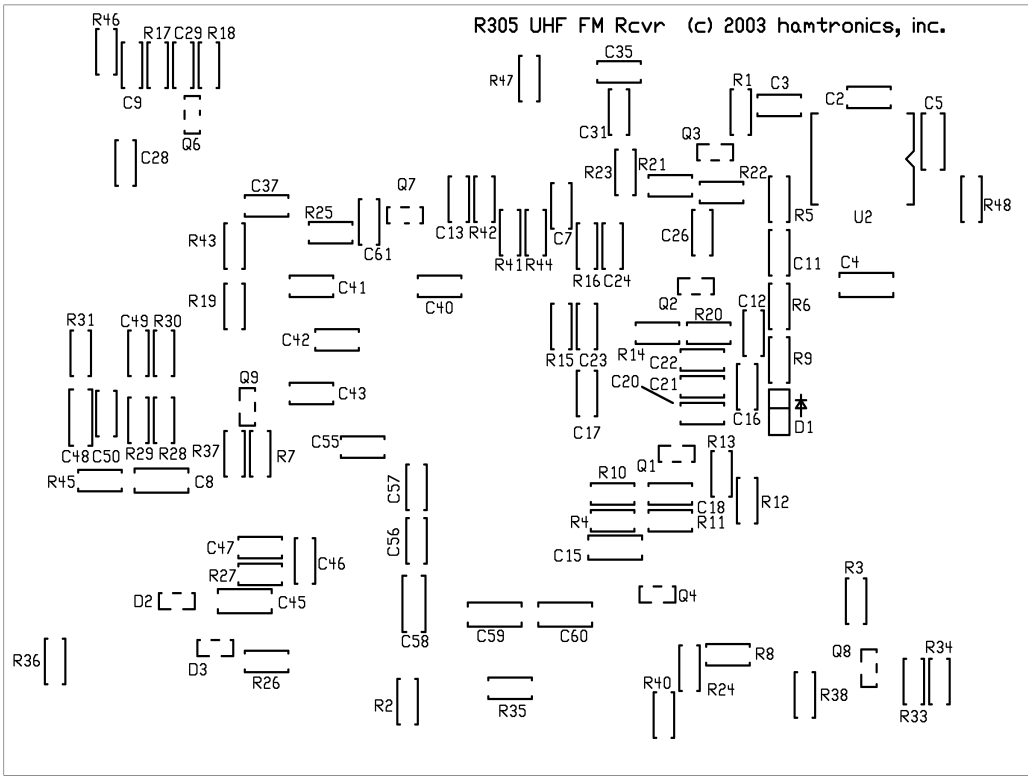 R305 UHF FM Rcvr (c) 2003 hamtronics, inc.
R46
R17 C29 R18
C35
R47
C9
R1
C3
C2
C5
C31
Q6
Q3
C28
R23
R21
R22
C37
Q7
R25
R5
U2
R48
R43
C61
C13 R42
C7
C26
R41 R44
R16 C24
C11
C4
C41
C40
R19
Q2
C12
R6
R31
C49 R30
C42
R15 C23
R14
R20
C22
R9
Q9
C43
C20
C21
C16
D1
C17
C48 C50 R29 R28
R37
R7
C55
R13
Q1
R45
C8
C57
R10
R12
C18
R4
R11
C56
C47
C46
C15
R27
R3
D2
C45
Q4
C58
C59
C60
R36
D3
R26
R8
Q8
R34
R40
R24
R38
R2
R35
R33